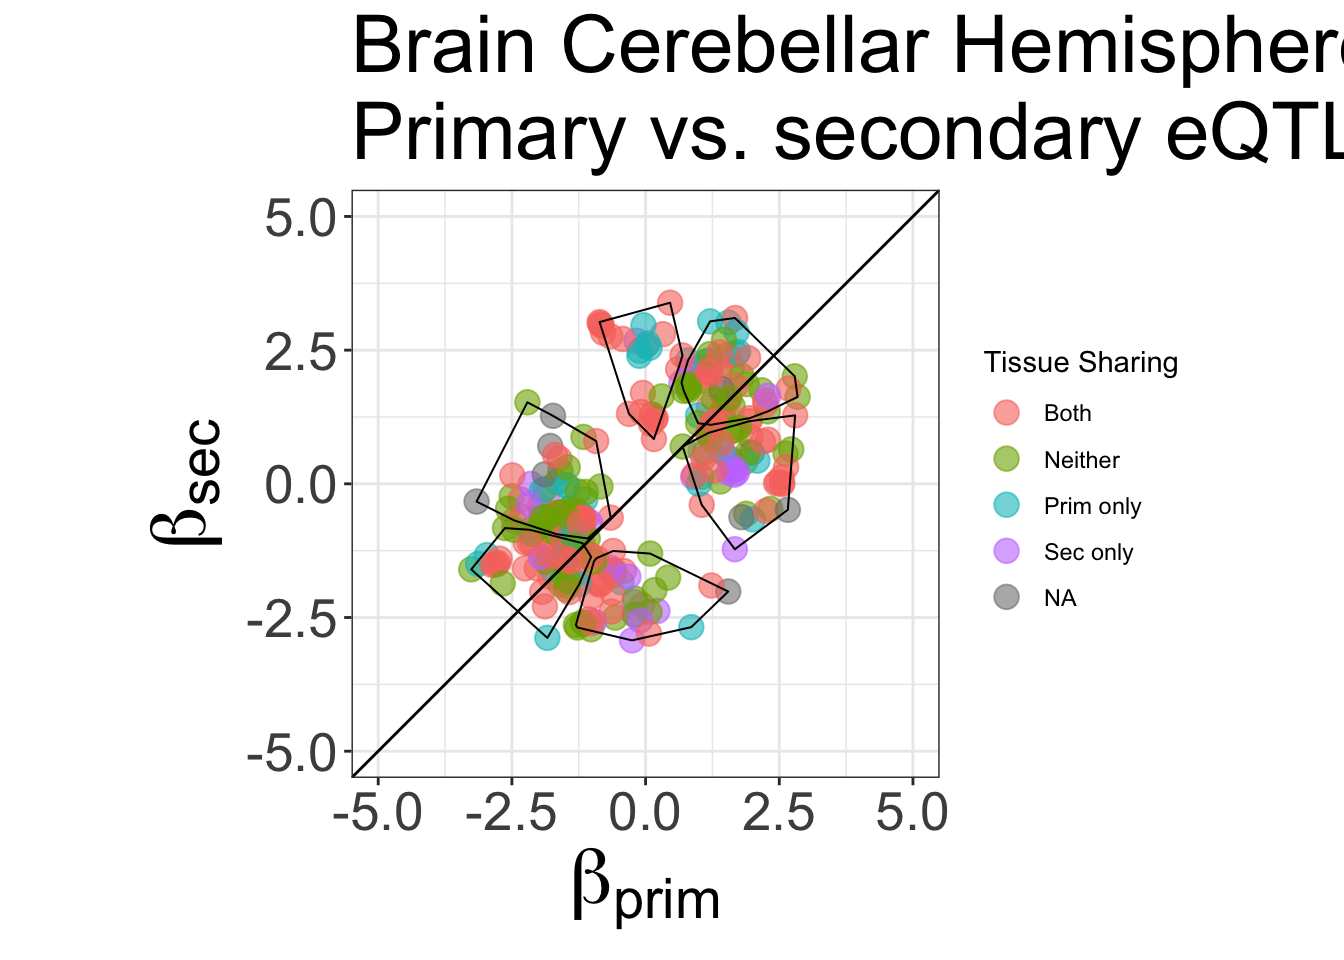 Brain Cerebellar Hemisphere
Primary vs. secondary eQTL
5.0
2.5
0.0
-2.5
-5.0
βsec
-5.0 -2.5 0.0 2.5 5.0
βprim
Tissue Sharing
Both
Neither
Prim only
Sec only
NA